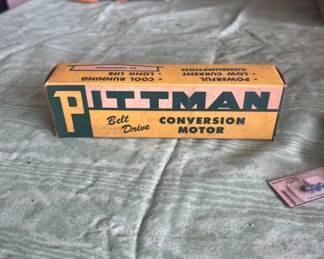 • POWERFUL
• LOW CURRENT
CONSUMPTION
• COOL RUNNING
• LONG LIFE
PITTMAN
Belt
Drive
CONVERSION
MOTOR